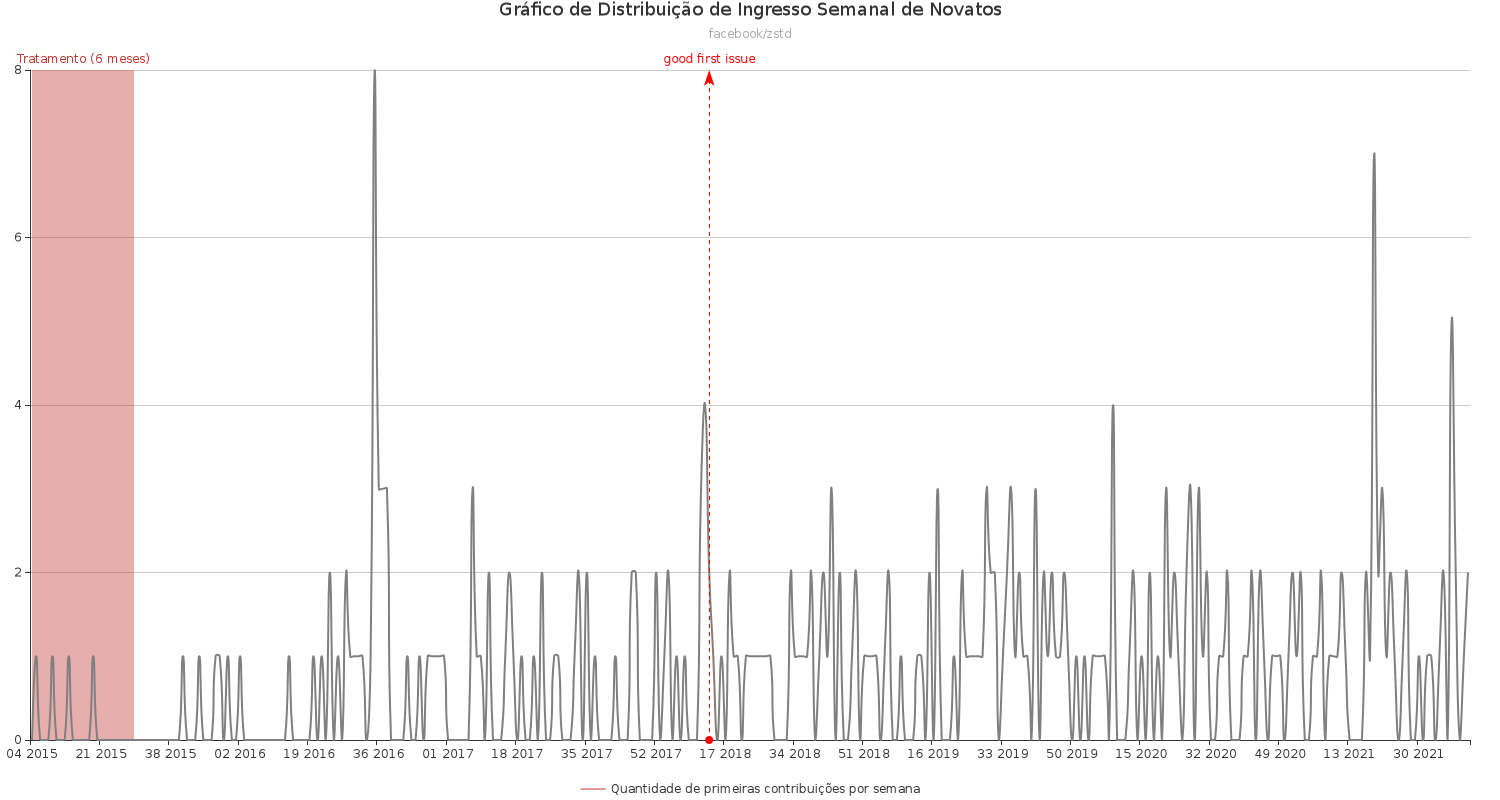 Gráfico de Distribuição de Ingresso Semanal de Novatos
facebook/zstd
Tratamento (6 meses)
good first issue
8
6
4
2
0
04 2015 21 2015 38 2015 02 2016 19 2016 36 2016 01 2017 18 2017 35 2017 52 2017 17 2018 34 2018 51 2018 16 2019 33 2019 50 2019 15 2020 32 2020 49 2020 13 2021 30 2021
Quantidade de primeiras contribuições por semana